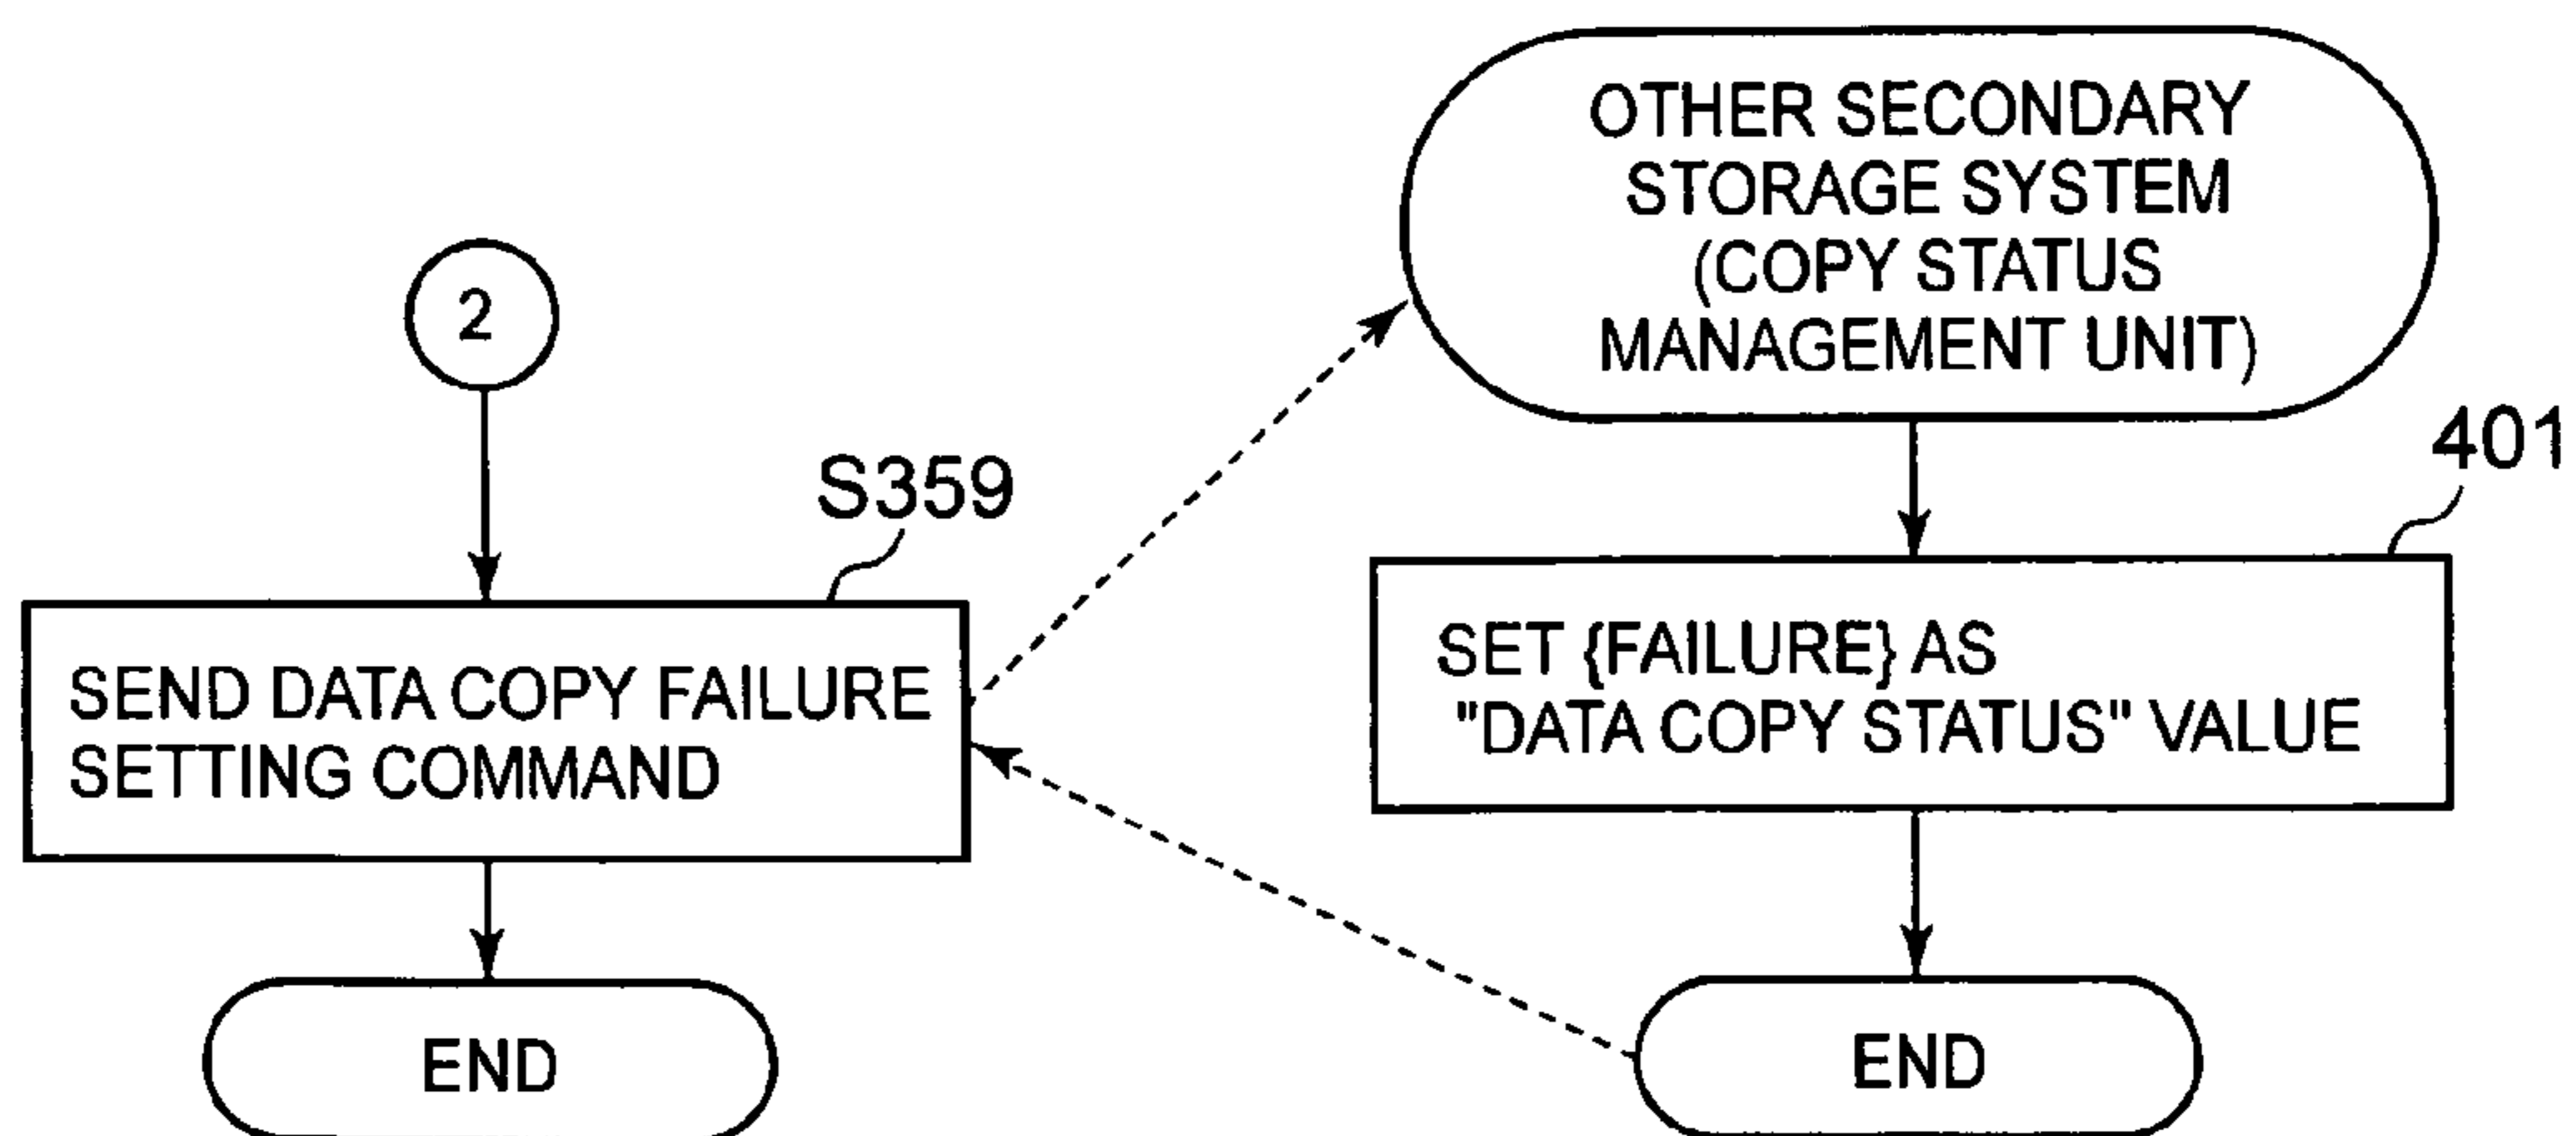 2
S359
SEND DATA COPY FAILURE
SETTING COMMAND
END
OTHER SECONDARY
STORAGE SYSTEM
(COPY STATUS
MANAGEMENT UNIT)
401
SET {FAILURE} AS
"DATA COPY STATUS" VALUE
END